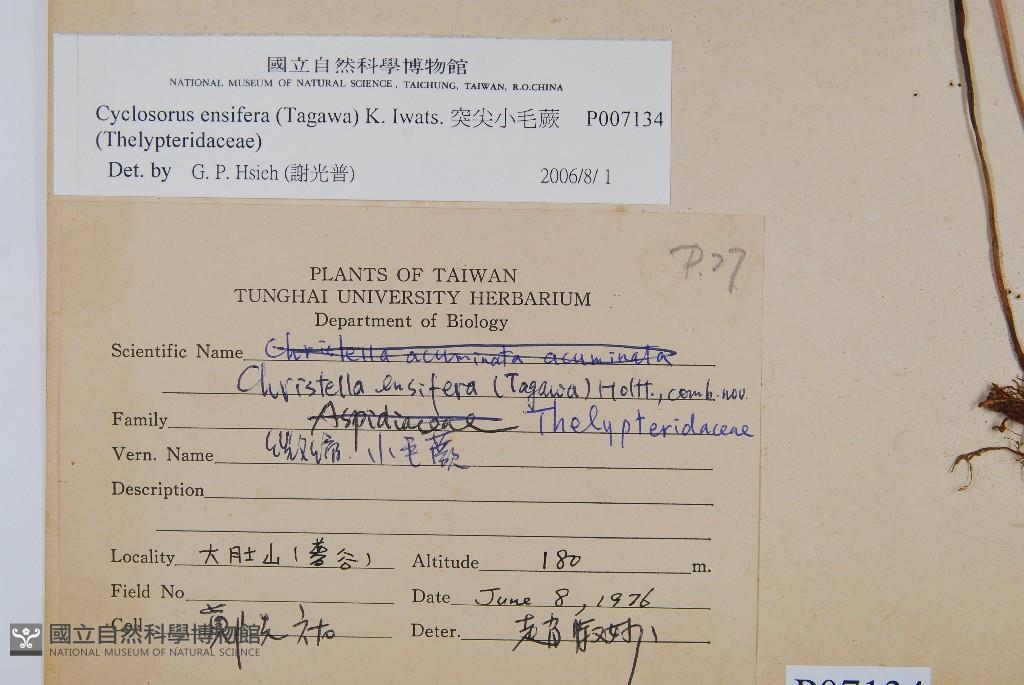 國立自然科學博物館
NATIONAL MUSEUM OF NATURAL SCIENCE, TAICHUNG, TAIWAN, R.O.CHINA
Cyclosorus ensifera (Tagawa) K. Iwats. 突尖小毛蕨 P007134
(Thelypteridaceae)
Det. by G. P. Hsieh (謝光普) 2006/8/1
P.27
PLANTS OF TAIWAN
TUNGHAI UNIVERSITY HERBARIUM
Department of Biology
Scientific Name Christella acuminata acuminata
Christella ensifera (Tagawa) Holtt., comb. nov
Family Aspidiaceae Thelypteridaceae
Vern. Name 小毛蕨
Description
Locality 大肚山 Altitude 180 m.
Field No Date June 8, 1976
Coll Deter.
國立自然科學博物館
NATIONAL MUSEUM OF NATURAL SCIENCE
P07134